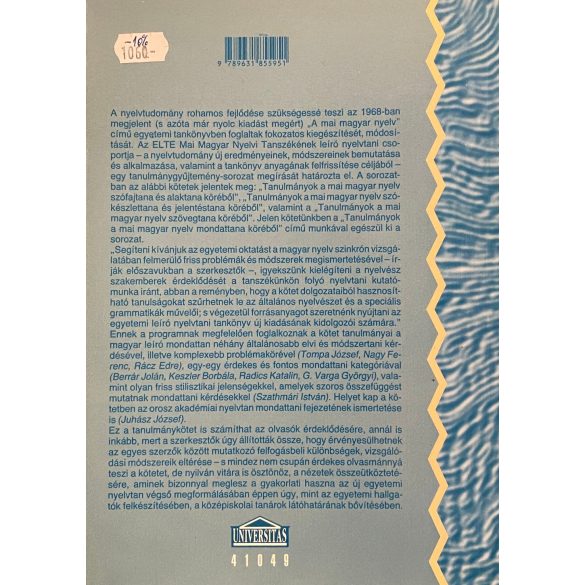 -10%
1060.-
9 789631 855951
A nyelvtudomány rohamos fejlődése szükségessé teszi az 1968-ban
megjelent (s azóta már nyolc kiadást megért) „A mai magyar nyelv"
című egyetemi tankönyvben foglaltak fokozatos kiegészítését, módosí-
tását. Az ELTE Mai Magyar Nyelvi Tanszékének leíró nyelvtani cso-
portja – a nyelvtudomány új eredményeinek, módszereinek bemutatása
és alkalmazása, valamint a tankönyv anyagának felfrissítése céljából –
egy tanulmánygyűjtemény-sorozat megírását határozta el. A sorozat-
ban az alábbi kötetek jelentek meg: „Tanulmányok a mai magyar nyelv
szófajtana és alaktana köréből", „Tanulmányok a mai magyar nyelv szó-
készlettana és jelentéstana köréből", valamint a „Tanulmányok a mai
magyar nyelv szövegtana köréből". Jelen kötetünkben a „Tanulmányok
a mai magyar nyelv mondattana köréből" című munkával egészül ki a
sorozat.
„Segíteni kívánjuk az egyetemi oktatást a magyar nyelv szinkrón vizsgá-
latában felmerülő friss problémák és módszerek megismertetésével – ír-
ják előszavukban a szerkesztők –, igyekszünk kielégíteni a nyelvész
szakemberek érdeklődését a tanszékünkön folyó nyelvtani kutató-
munka iránt, abban a reményben, hogy a kötet dolgozataiból hasznosít-
ható tanulságokat szűrhetnek le az általános nyelvészet és a speciális
grammatikák művelői; s végezetül forrásanyagot szeretnénk nyújtani az
egyetemi leíró nyelvtani tankönyv új kiadásának kidolgozói számára."
Ennek a programnak megfelelően foglalkoznak a kötet tanulmányai a
magyar leíró mondattan néhány általánosabb elvi és módszertani kér-
désével, illetve komplexebb problémakörével (Tompa József, Nagy Fe-
renc, Rácz Edre), egy-egy érdekes és fontos mondattani kategóriával
(Berrár Jolán, Keszler Borbála, Radics Katalin, G. Varga Györgyi), vala-
mint olyan friss stilisztikai jelenségekkel, amelyek szoros összefüggést
mutatnak mondattani kérdésekkel (Szathmári István). Helyet kap a kö-
tetben az orosz akadémiai nyelvtan mondattani fejezetének ismertetése
is (Juhász József).
Ez a tanulmánykötet is számíthat az olvasók érdeklődésére, annál is
inkább, mert a szerkesztők úgy állították össze, hogy érvényesülhetnek
az egyes szerzők között mutatkozó felfogásbeli különbségek, vizsgáló-
dási módszereik eltérése – s mindez nem csupán érdekes olvasmánnyá
teszi a kötetet, de nyilván vitára is ösztönöz, a nézetek összeütközteté-
sére, aminek bizonnyal meglesz a gyakorlati haszna az új egyetemi
nyelvtan végső megformálásában éppen úgy, mint az egyetemi hallga-
tók felkészítésében, a középiskolai tanárok látóhatárának bővítésében.
UNIVERSITAS
41049